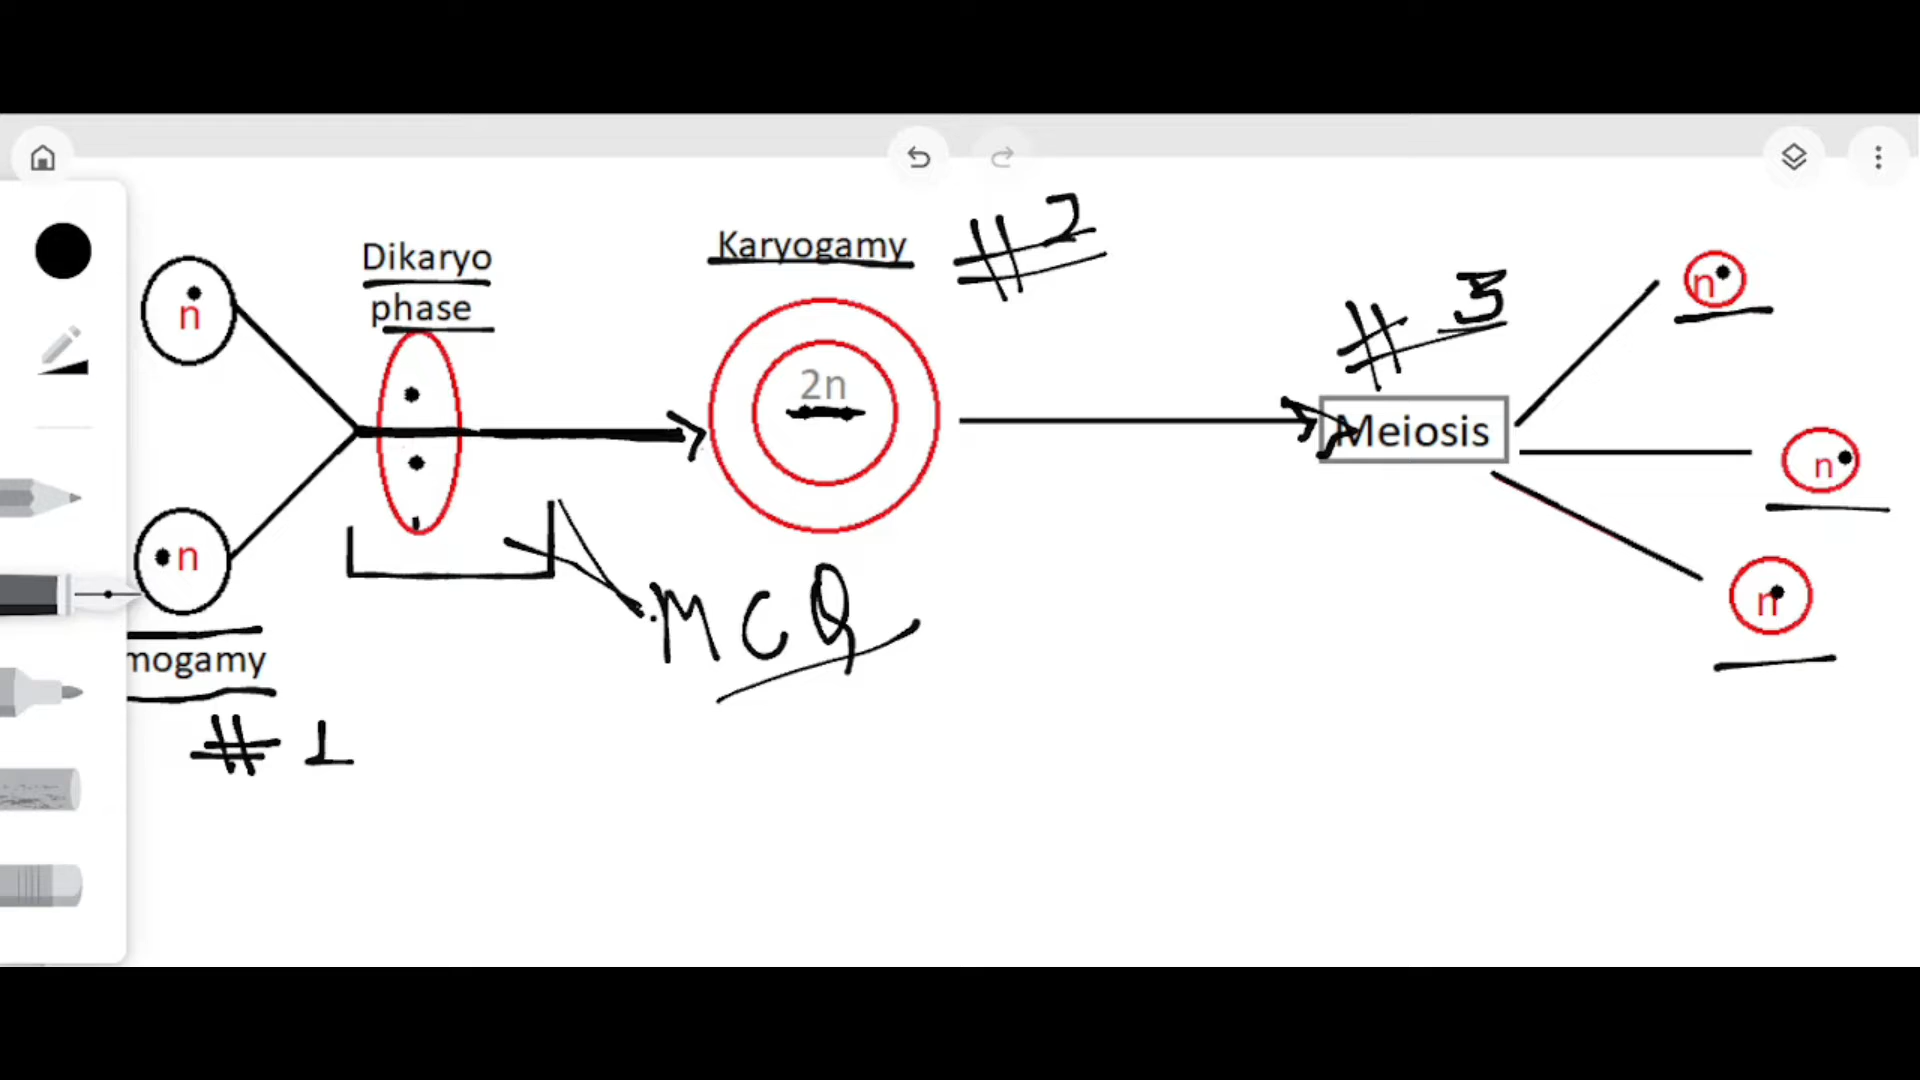 n
Dikaryo
phase
Karyogamy
# 2
2n
# 3
Meiosis
n
n
n
n
mogamy
# 1
MCQ